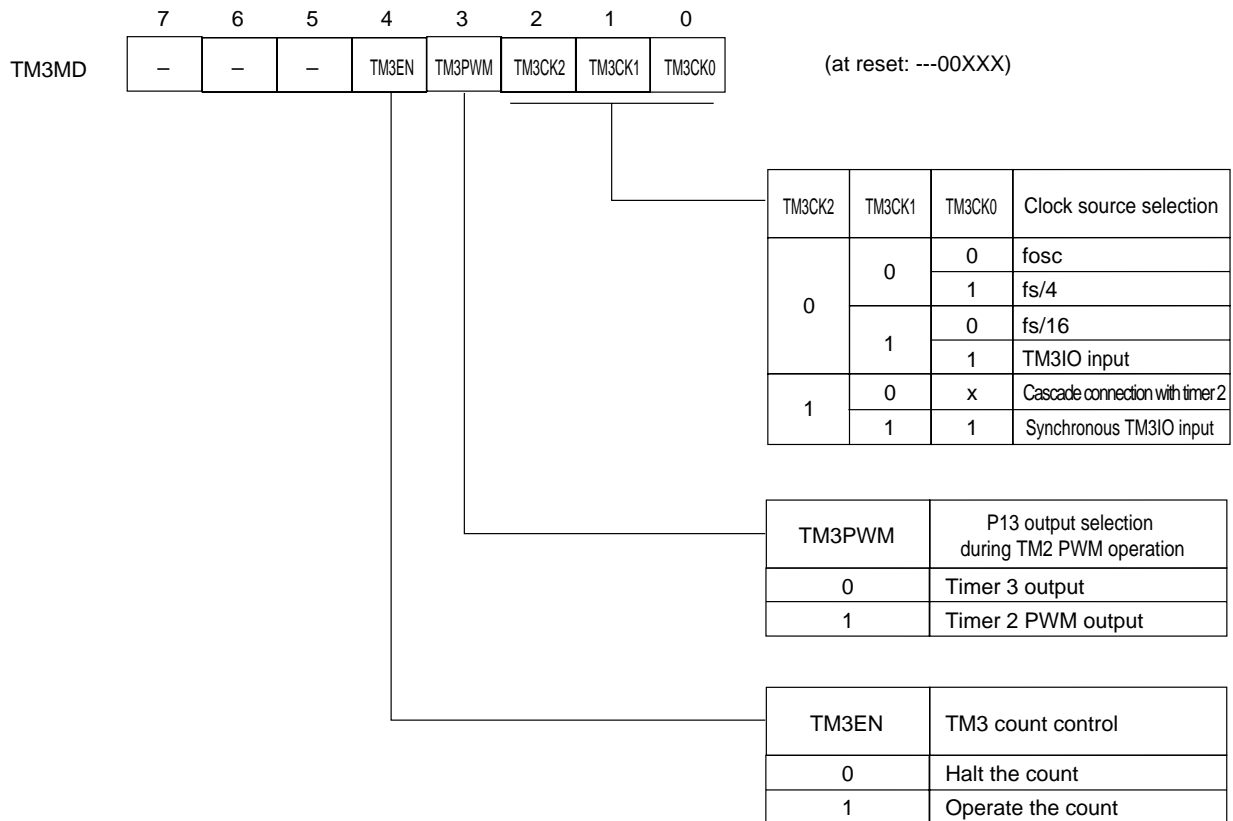 7 6 5 4 3 2 1 0
TM3MD – – – TM3EN TM3PWM TM3CK2 TM3CK1 TM3CK0 (at reset: ---00XXX)
TM3CK2 TM3CK1 TM3CK0 Clock source selection
0 0 0 fosc
1 fs/4
1 0 fs/16
1 TM3IO input
1 0 x Cascade connection with timer 2
1 1 Synchronous TM3IO input
TM3PWM P13 output selection
during TM2 PWM operation
0 Timer 3 output
1 Timer 2 PWM output
TM3EN TM3 count control
0 Halt the count
1 Operate the count